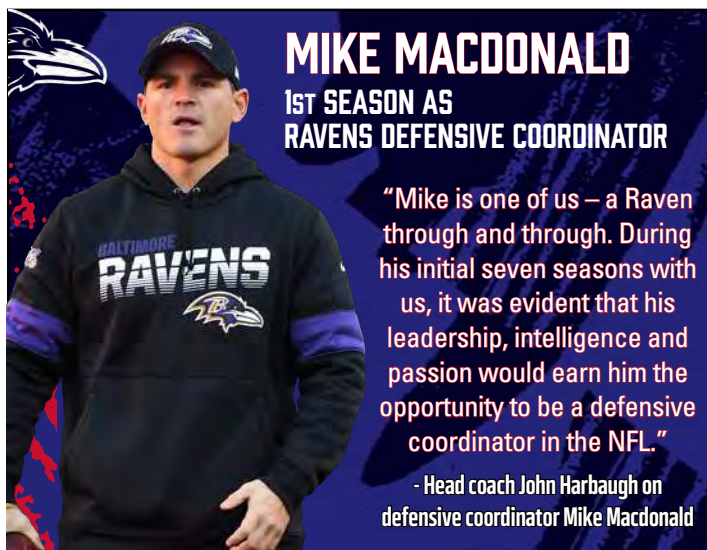 MIKE MACDONALD
1ST SEASON AS
RAVENS DEFENSIVE COORDINATOR
“Mike is one of us – a Raven
through and through. During
his initial seven seasons with
us, it was evident that his
leadership, intelligence and
passion would earn him the
opportunity to be a defensive
coordinator in the NFL.”
- Head coach John Harbaugh on
defensive coordinator Mike Macdonald
BALTIMORE
RAVENS